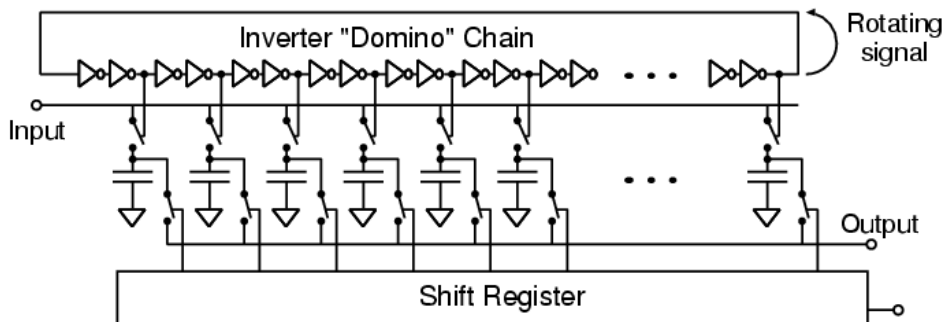 Inverter "Domino" Chain
Rotating
signal
Input
Output
Shift Register